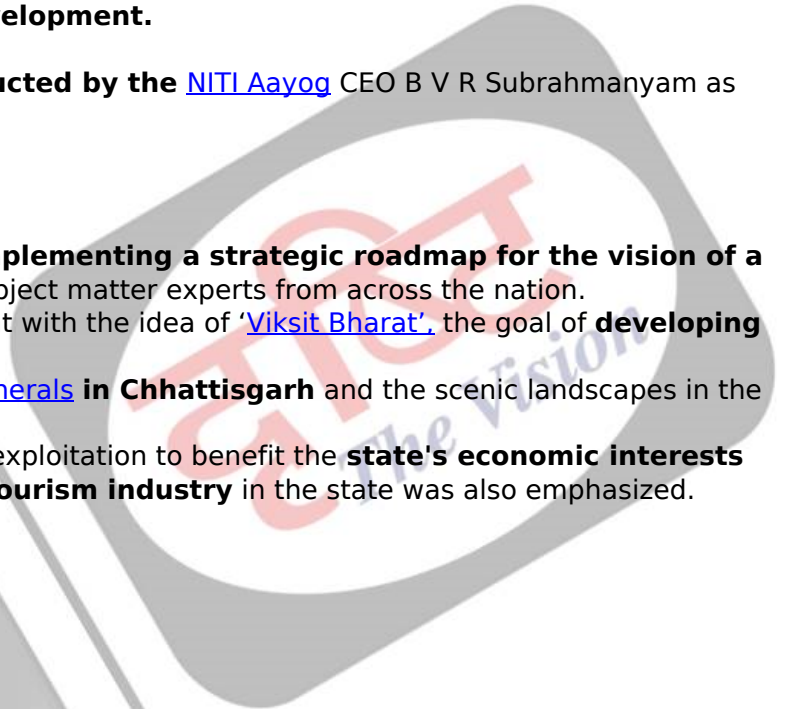 elopment.
ucted by the NITI Aayog CEO B V R Subrahmanyam as
plementing a strategic roadmap for the vision of a
ject matter experts from across the nation.
t with the idea of ‘Viksit Bharat’, the goal of developing
nerals in Chhattisgarh and the scenic landscapes in the
exploitation to benefit the state's economic interests
ourism industry in the state was also emphasized.
दृष्टि
The Vision